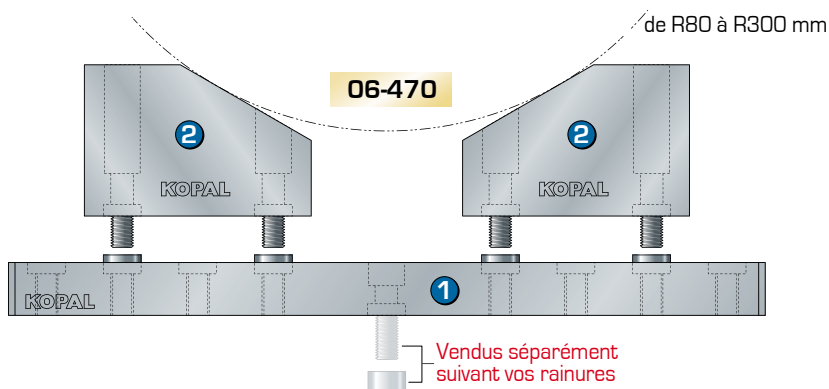 de R80 à R300 mm
06-470
2
2
KOPAL
KOPAL
1
KOPAL
Vendus séparément
suivant vos rainures